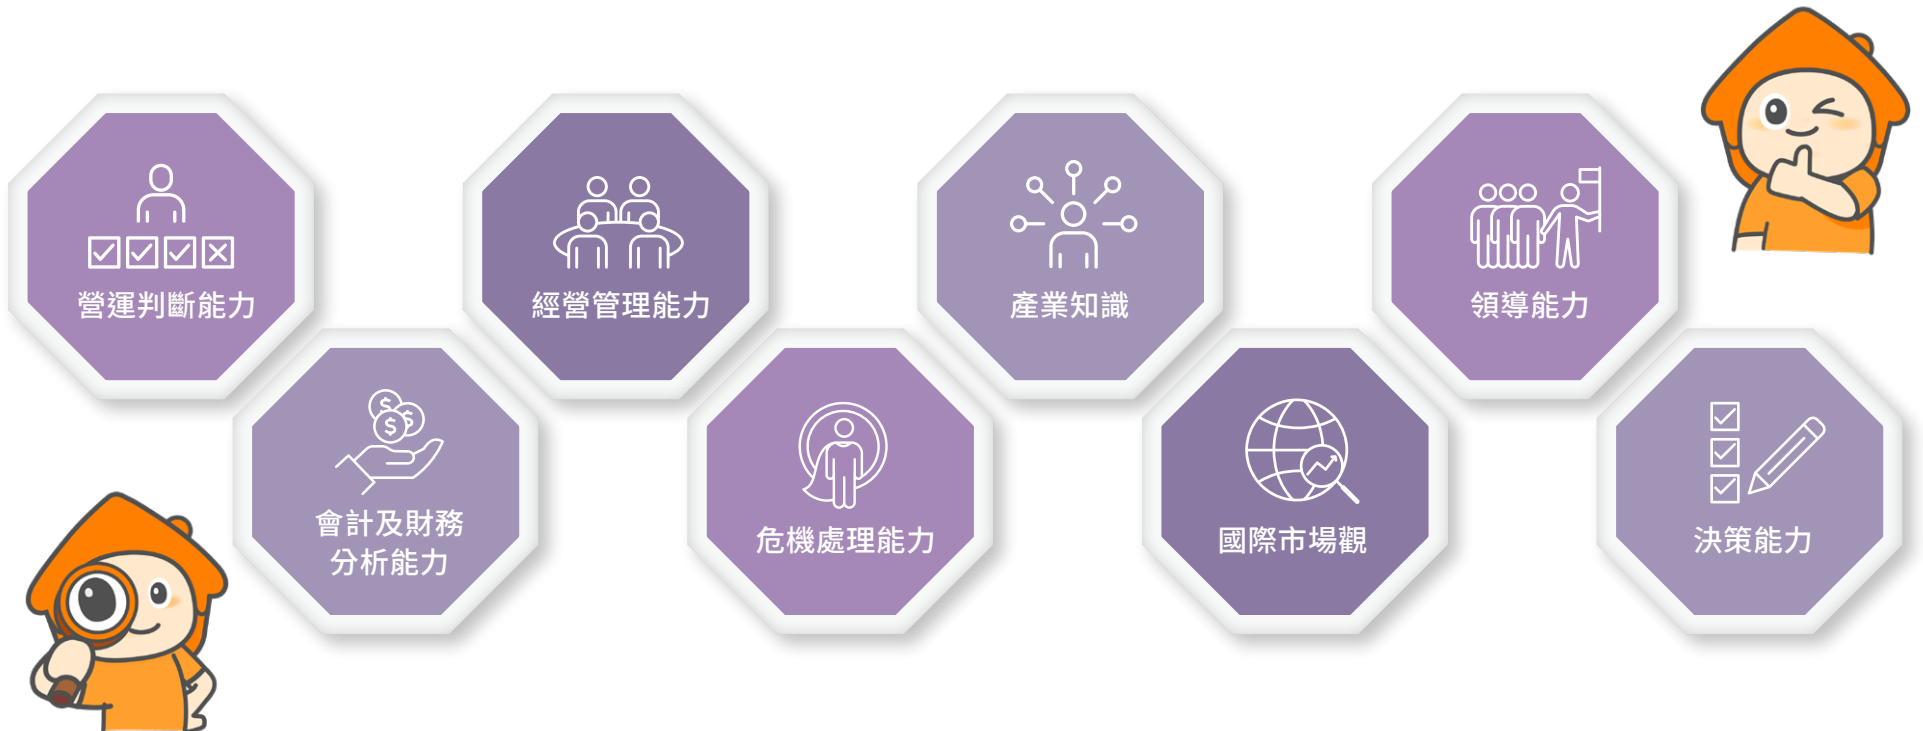 營運判斷能力
經營管理能力
產業知識
領導能力
會計及財務
分析能力
危機處理能力
國際市場觀
決策能力